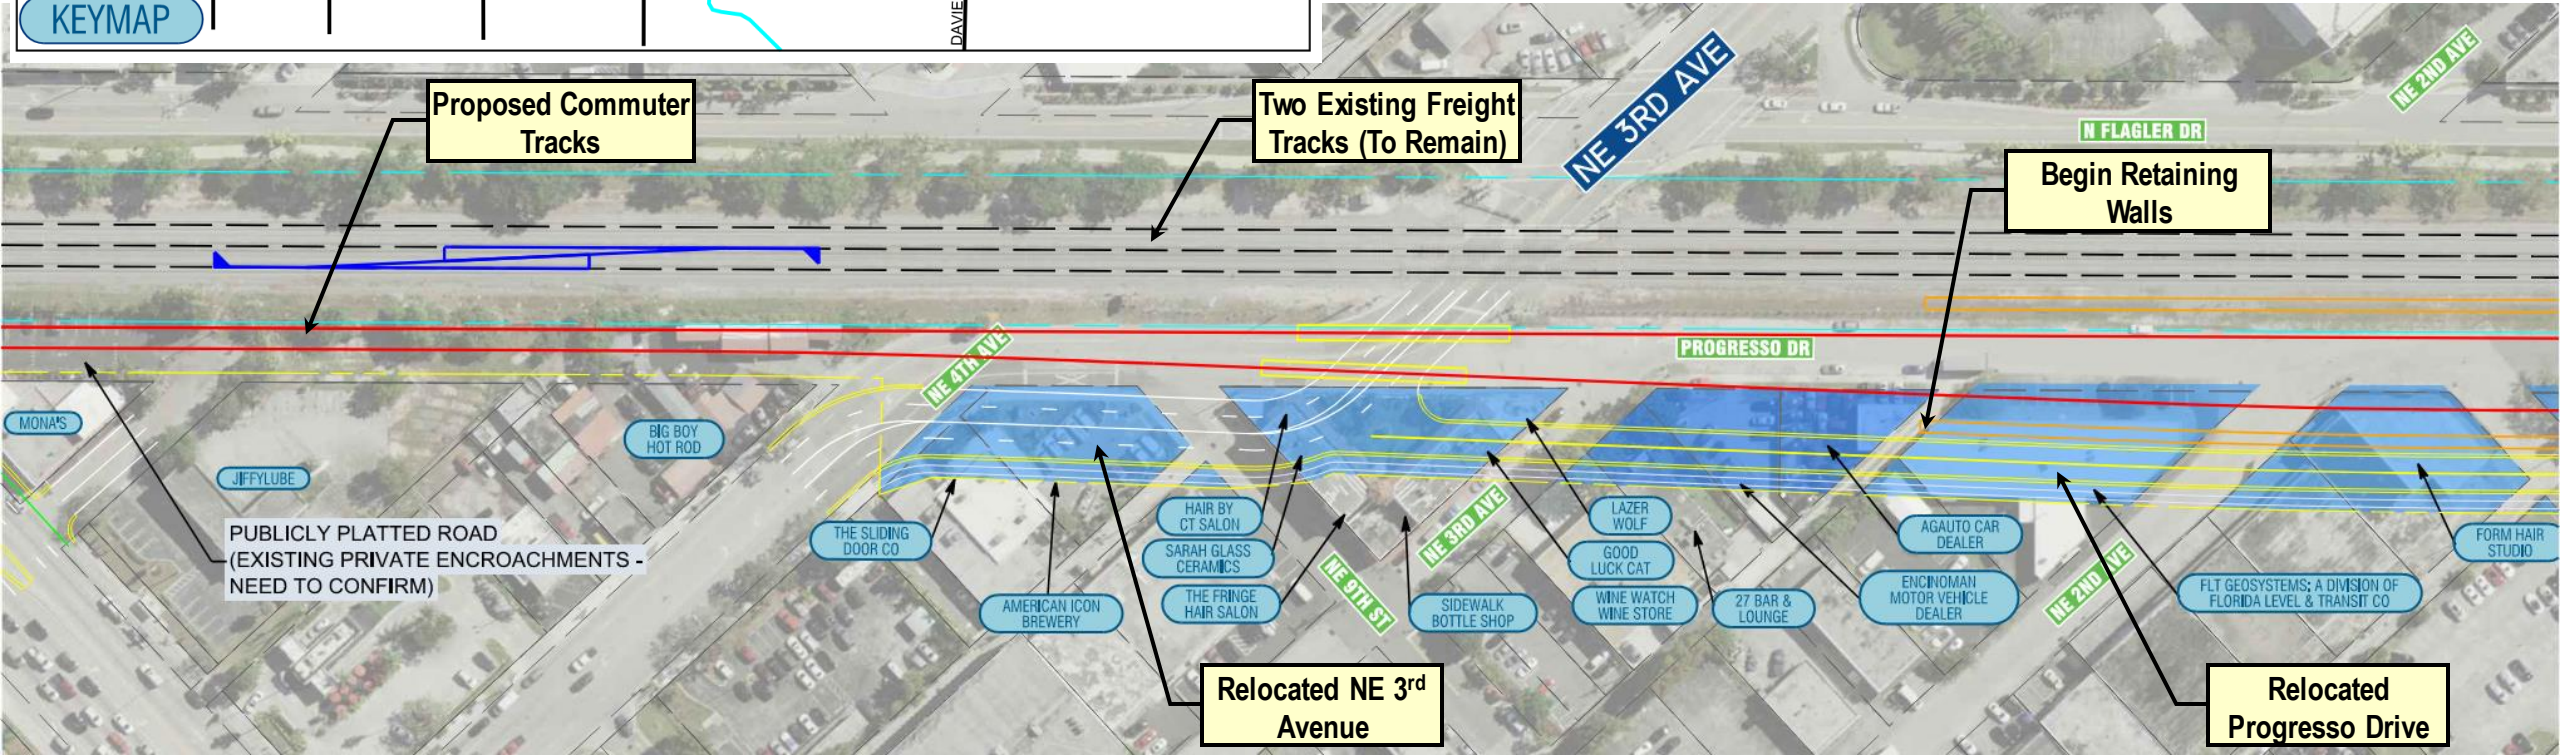 KEYMAP
DAVIE
Proposed Commuter
Tracks
Two Existing Freight
Tracks (To Remain)
NE 3RD AVE
NE 2ND AVE
N FLAGLER DR
Begin Retaining
Walls
NE 4TH AVE
PROGRESSO DR
MONA'S
JIFFYLUBE
BIG BOY
HOT ROD
PUBLICLY PLATTED ROAD
(EXISTING PRIVATE ENCROACHMENTS -
NEED TO CONFIRM)
THE SLIDING
DOOR CO
AMERICAN ICON
BREWERY
HAIR BY
CT SALON
SARAH GLASS
CERAMICS
THE FRINGE
HAIR SALON
NE 9TH ST
SIDEWALK
BOTTLE SHOP
NE 3RD AVE
LAZER
WOLF
GOOD
LUCK CAT
WINE WATCH
WINE STORE
27 BAR &
LOUNGE
AGAUTO CAR
DEALER
ENCINOMAN
MOTOR VEHICLE
DEALER
NE 2ND AVE
FLT GEOSYSTEMS: A DIVISION OF
FLORIDA LEVEL & TRANSIT CO
FORM HAIR
STUDIO
Relocated NE 3rd
Avenue
Relocated
Progresso Drive